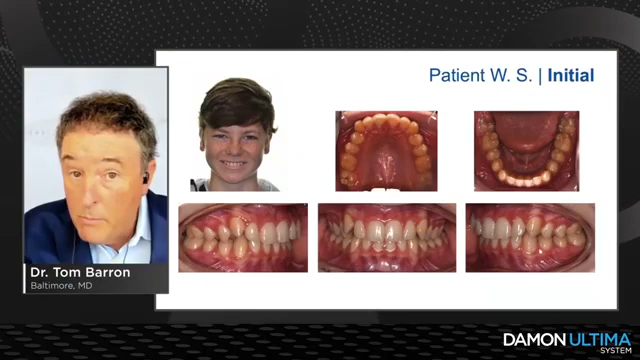 Patient W. S. | Initial
Dr. Tom Barron
Baltimore, MD
DAMON ULTIMA
SYSTEM